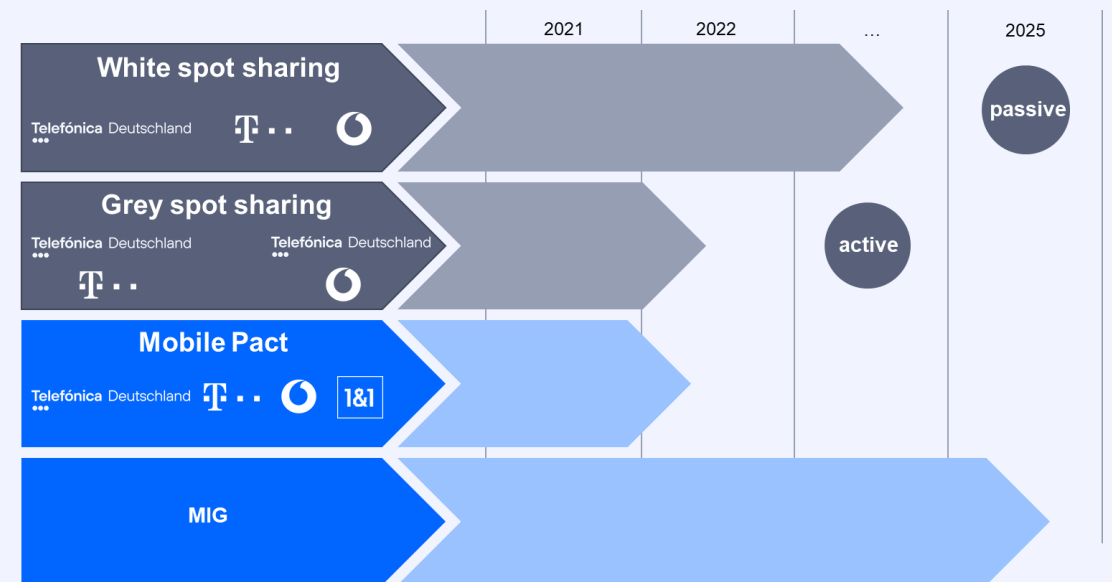 2021 2022 ... 2025
White spot sharing
Telefónica Deutschland T
passive
Grey spot sharing
Telefónica Deutschland Telefónica Deutschland
T
active
Mobile Pact
Telefónica Deutschland T 1&1
MIG